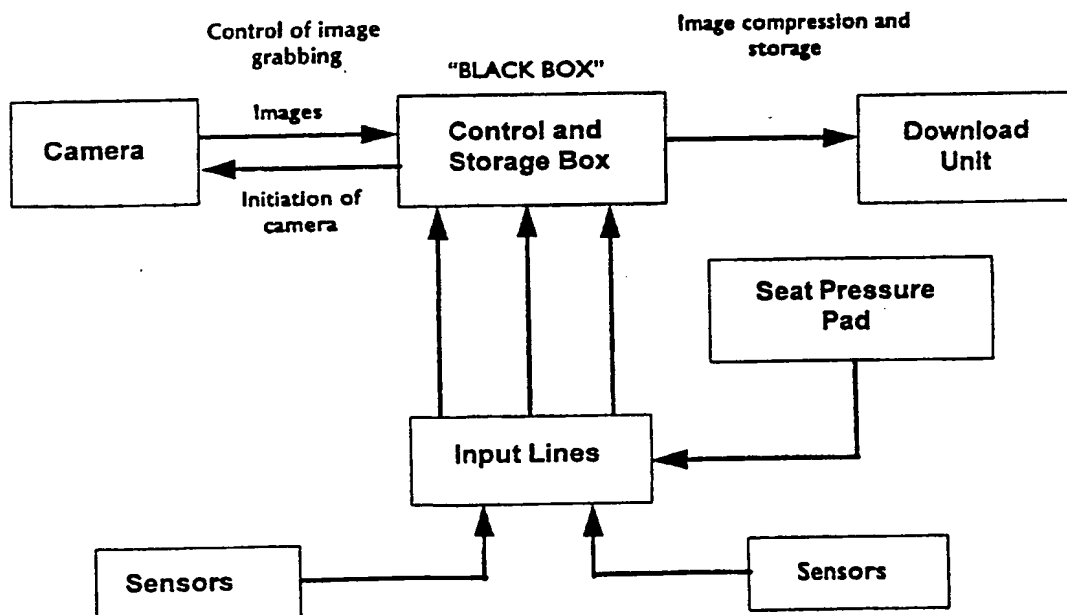 Control of image
grabbing
Image compression and
storage
"BLACK BOX"
Camera
Images
Initiation of
camera
Control and
Storage Box
Download
Unit
Seat Pressure
Pad
Input Lines
Sensors
Sensors